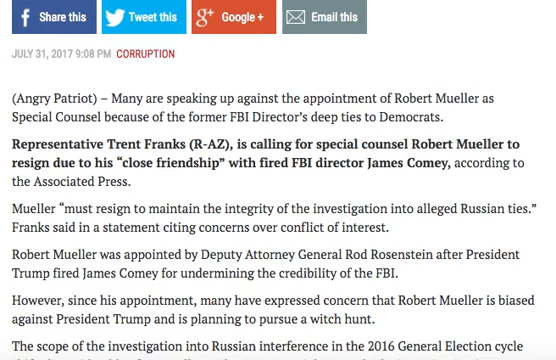 Share this Tweet this Google + Email this
JULY 31, 2017 9:08 PM CORRUPTION
(Angry Patriot) – Many are speaking up against the appointment of Robert Mueller as
Special Counsel because of the former FBI Director's deep ties to Democrats.
Representative Trent Franks (R-AZ), is calling for special counsel Robert Mueller to
resign due to his “close friendship” with fired FBI director James Comey, according to
the Associated Press.
Mueller “must resign to maintain the integrity of the investigation into alleged Russian ties.”
Franks said in a statement citing concerns over conflict of interest.
Robert Mueller was appointed by Deputy Attorney General Rod Rosenstein after President
Trump fired James Comey for undermining the credibility of the FBI.
However, since his appointment, many have expressed concern that Robert Mueller is biased
against President Trump and is planning to pursue a witch hunt.
The scope of the investigation into Russian interference in the 2016 General Election cycle